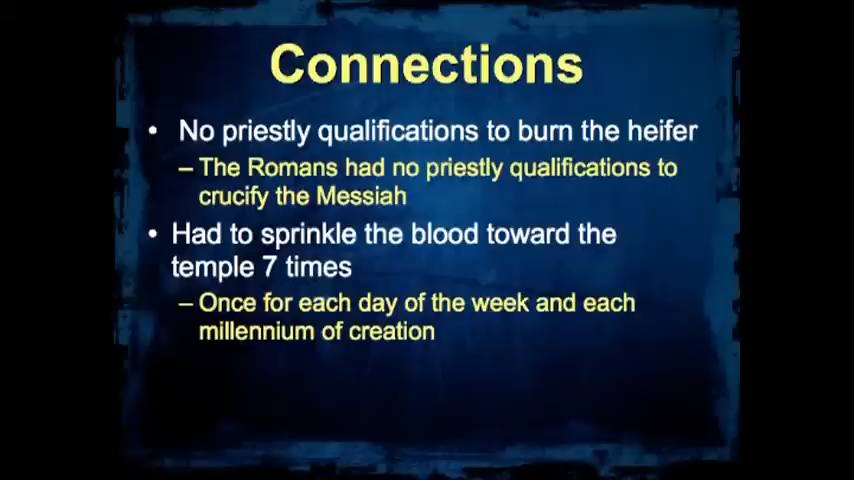 Connections
• No priestly qualifications to burn the heifer
– The Romans had no priestly qualifications to
crucify the Messiah
• Had to sprinkle the blood toward the
temple 7 times
– Once for each day of the week and each
millennium of creation